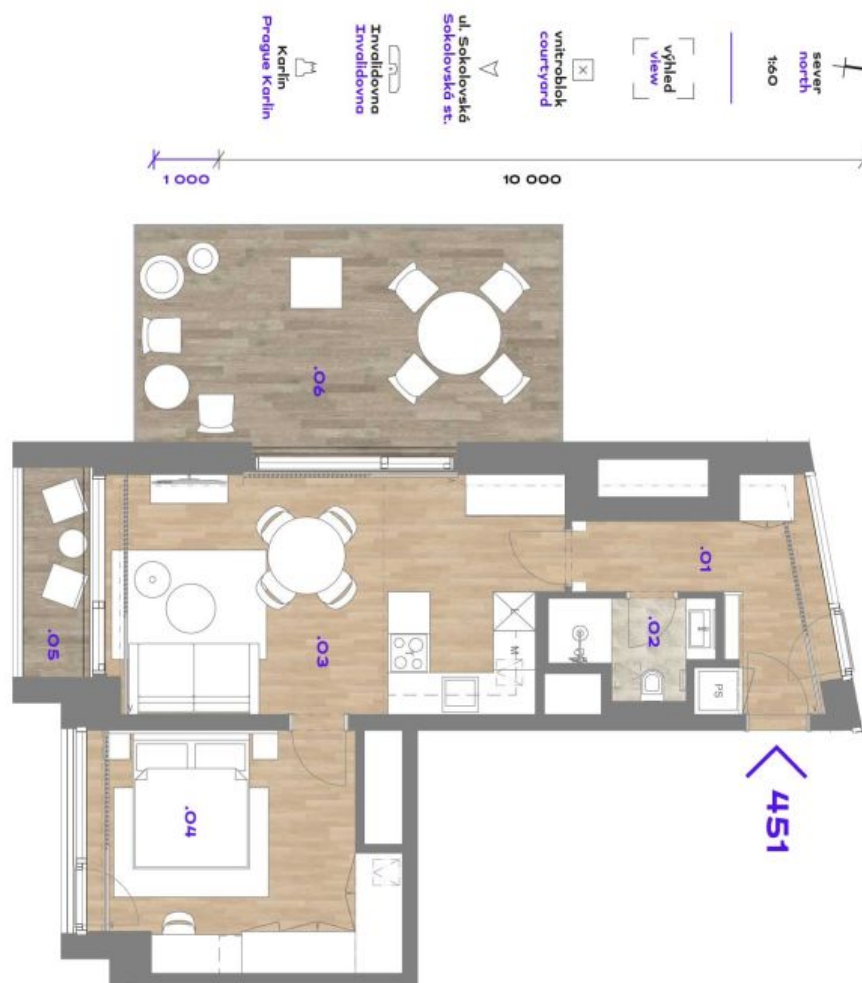 sever
north
1:60
výhled
view
vnitroblok
courtyard
ul. Sokolovská
Sokolovská st.
Invalidovna
Invalidovna
Karlín
Prague Karlin
1 000
10 000
.06
.01
.02
.03
.05
.04
M
PS
451